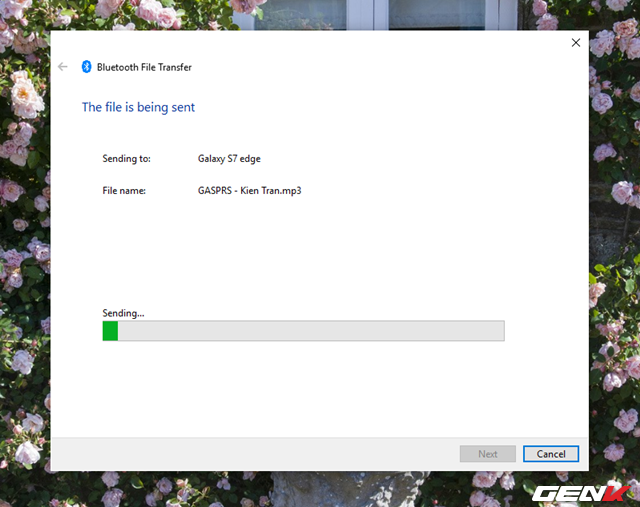 Bluetooth File Transfer
The file is being sent
Sending to: Galaxy S7 edge
File name: GASPRS - Kien Tran.mp3
Sending...
Next Cancel
GENK